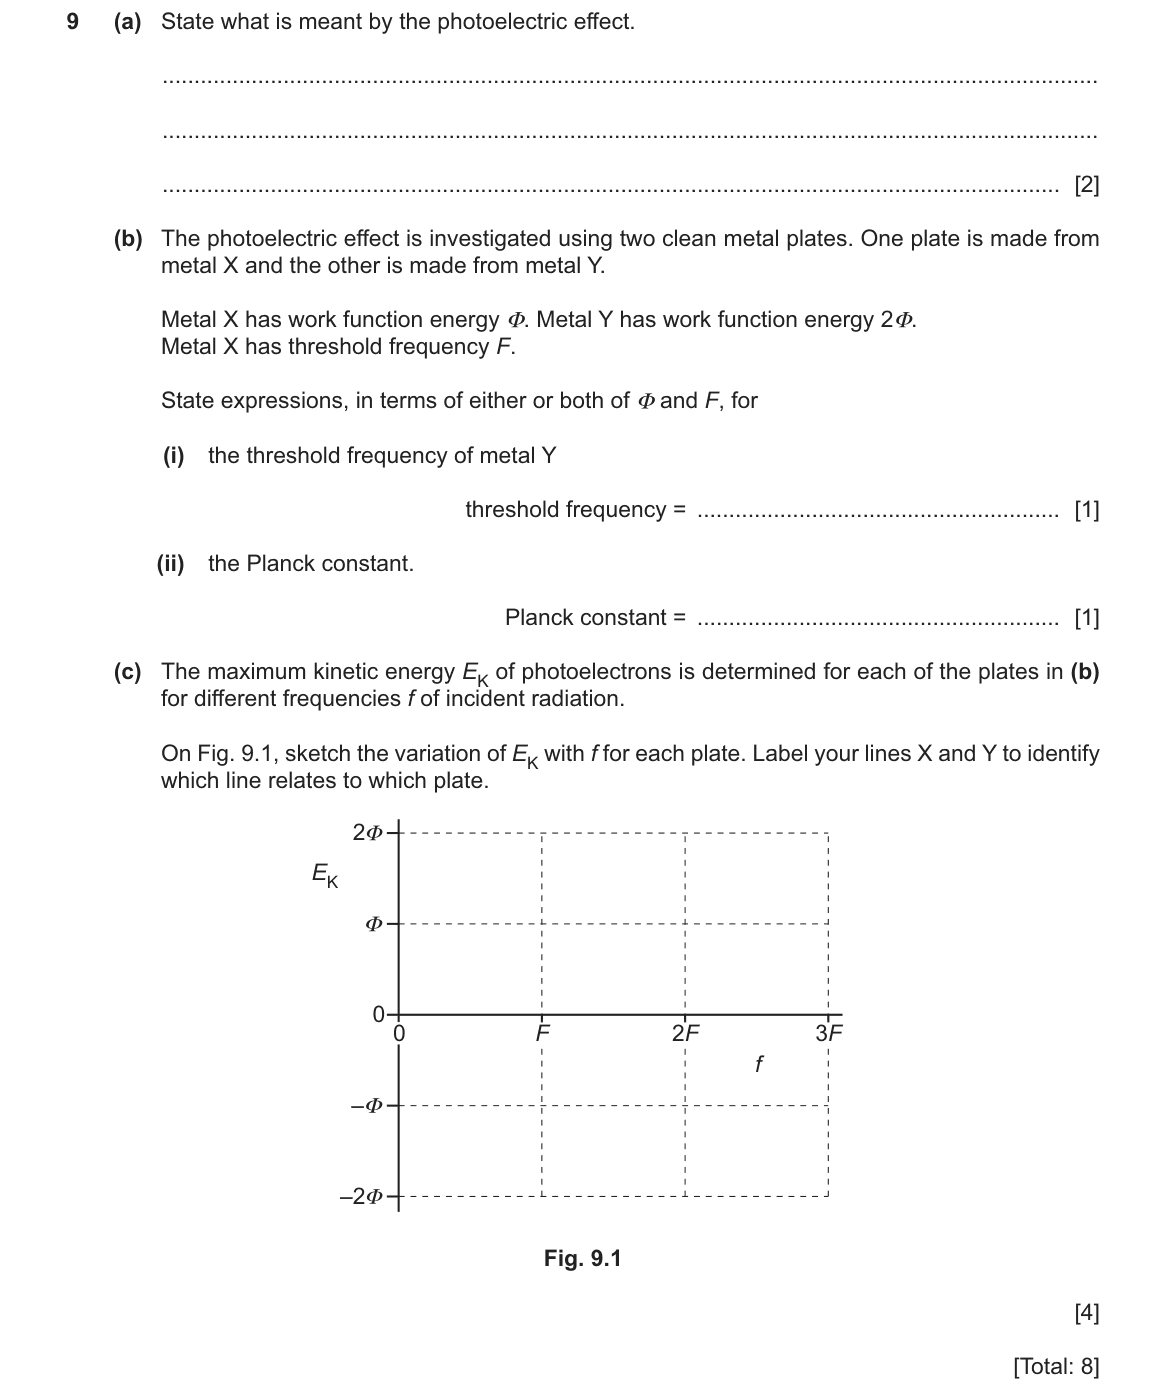 9 (a) State what is meant by the photoelectric effect.
[2]
(b) The photoelectric effect is investigated using two clean metal plates. One plate is made from
metal X and the other is made from metal Y.
Metal X has work function energy Φ. Metal Y has work function energy 2Φ.
Metal X has threshold frequency F.
State expressions, in terms of either or both of Φ and F, for
(i) the threshold frequency of metal Y
threshold frequency = ........................................................ [1]
(ii) the Planck constant.
Planck constant = ........................................................ [1]
(c) The maximum kinetic energy E_K of photoelectrons is determined for each of the plates in (b)
for different frequencies f of incident radiation.
On Fig. 9.1, sketch the variation of E_K with f for each plate. Label your lines X and Y to identify
which line relates to which plate.
2Φ
E_K
Φ
0
0 F 2F 3F
f
–Φ
–2Φ
Fig. 9.1
[4]
[Total: 8]